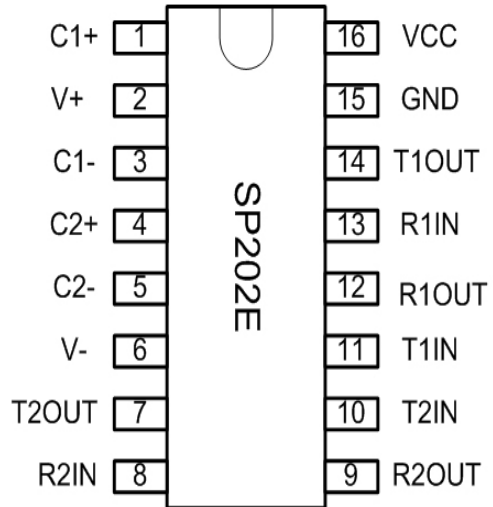 C1+ 1 16 VCC
V+ 2 15 GND
C1- 3 14 T1OUT
C2+ 4 13 R1IN
C2- 5 12 R1OUT
V- 6 11 T1IN
T2OUT 7 10 T2IN
R2IN 8 9 R2OUT
SP202E